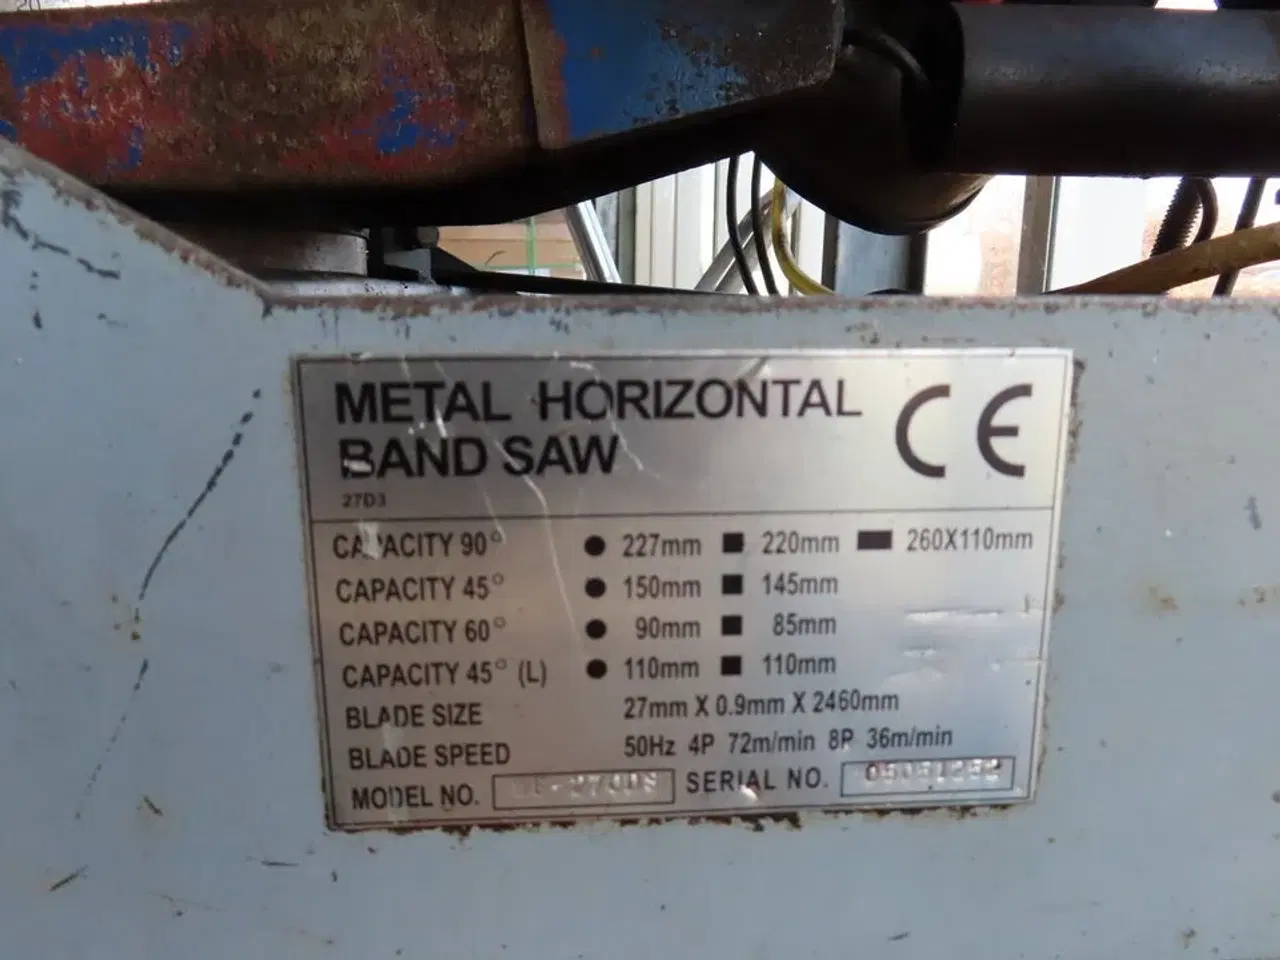 METAL HORIZONTAL
BAND SAW
CE
27D3
CAPACITY 90° ● 227mm ■ 220mm ▬ 260X110mm
CAPACITY 45° ● 150mm ■ 145mm
CAPACITY 60° ● 90mm ■ 85mm
CAPACITY 45° (L) ● 110mm ■ 110mm
BLADE SIZE 27mm X 0.9mm X 2460mm
BLADE SPEED 50Hz 4P 72m/min 8P 36m/min
MODEL NO. SERIAL NO.